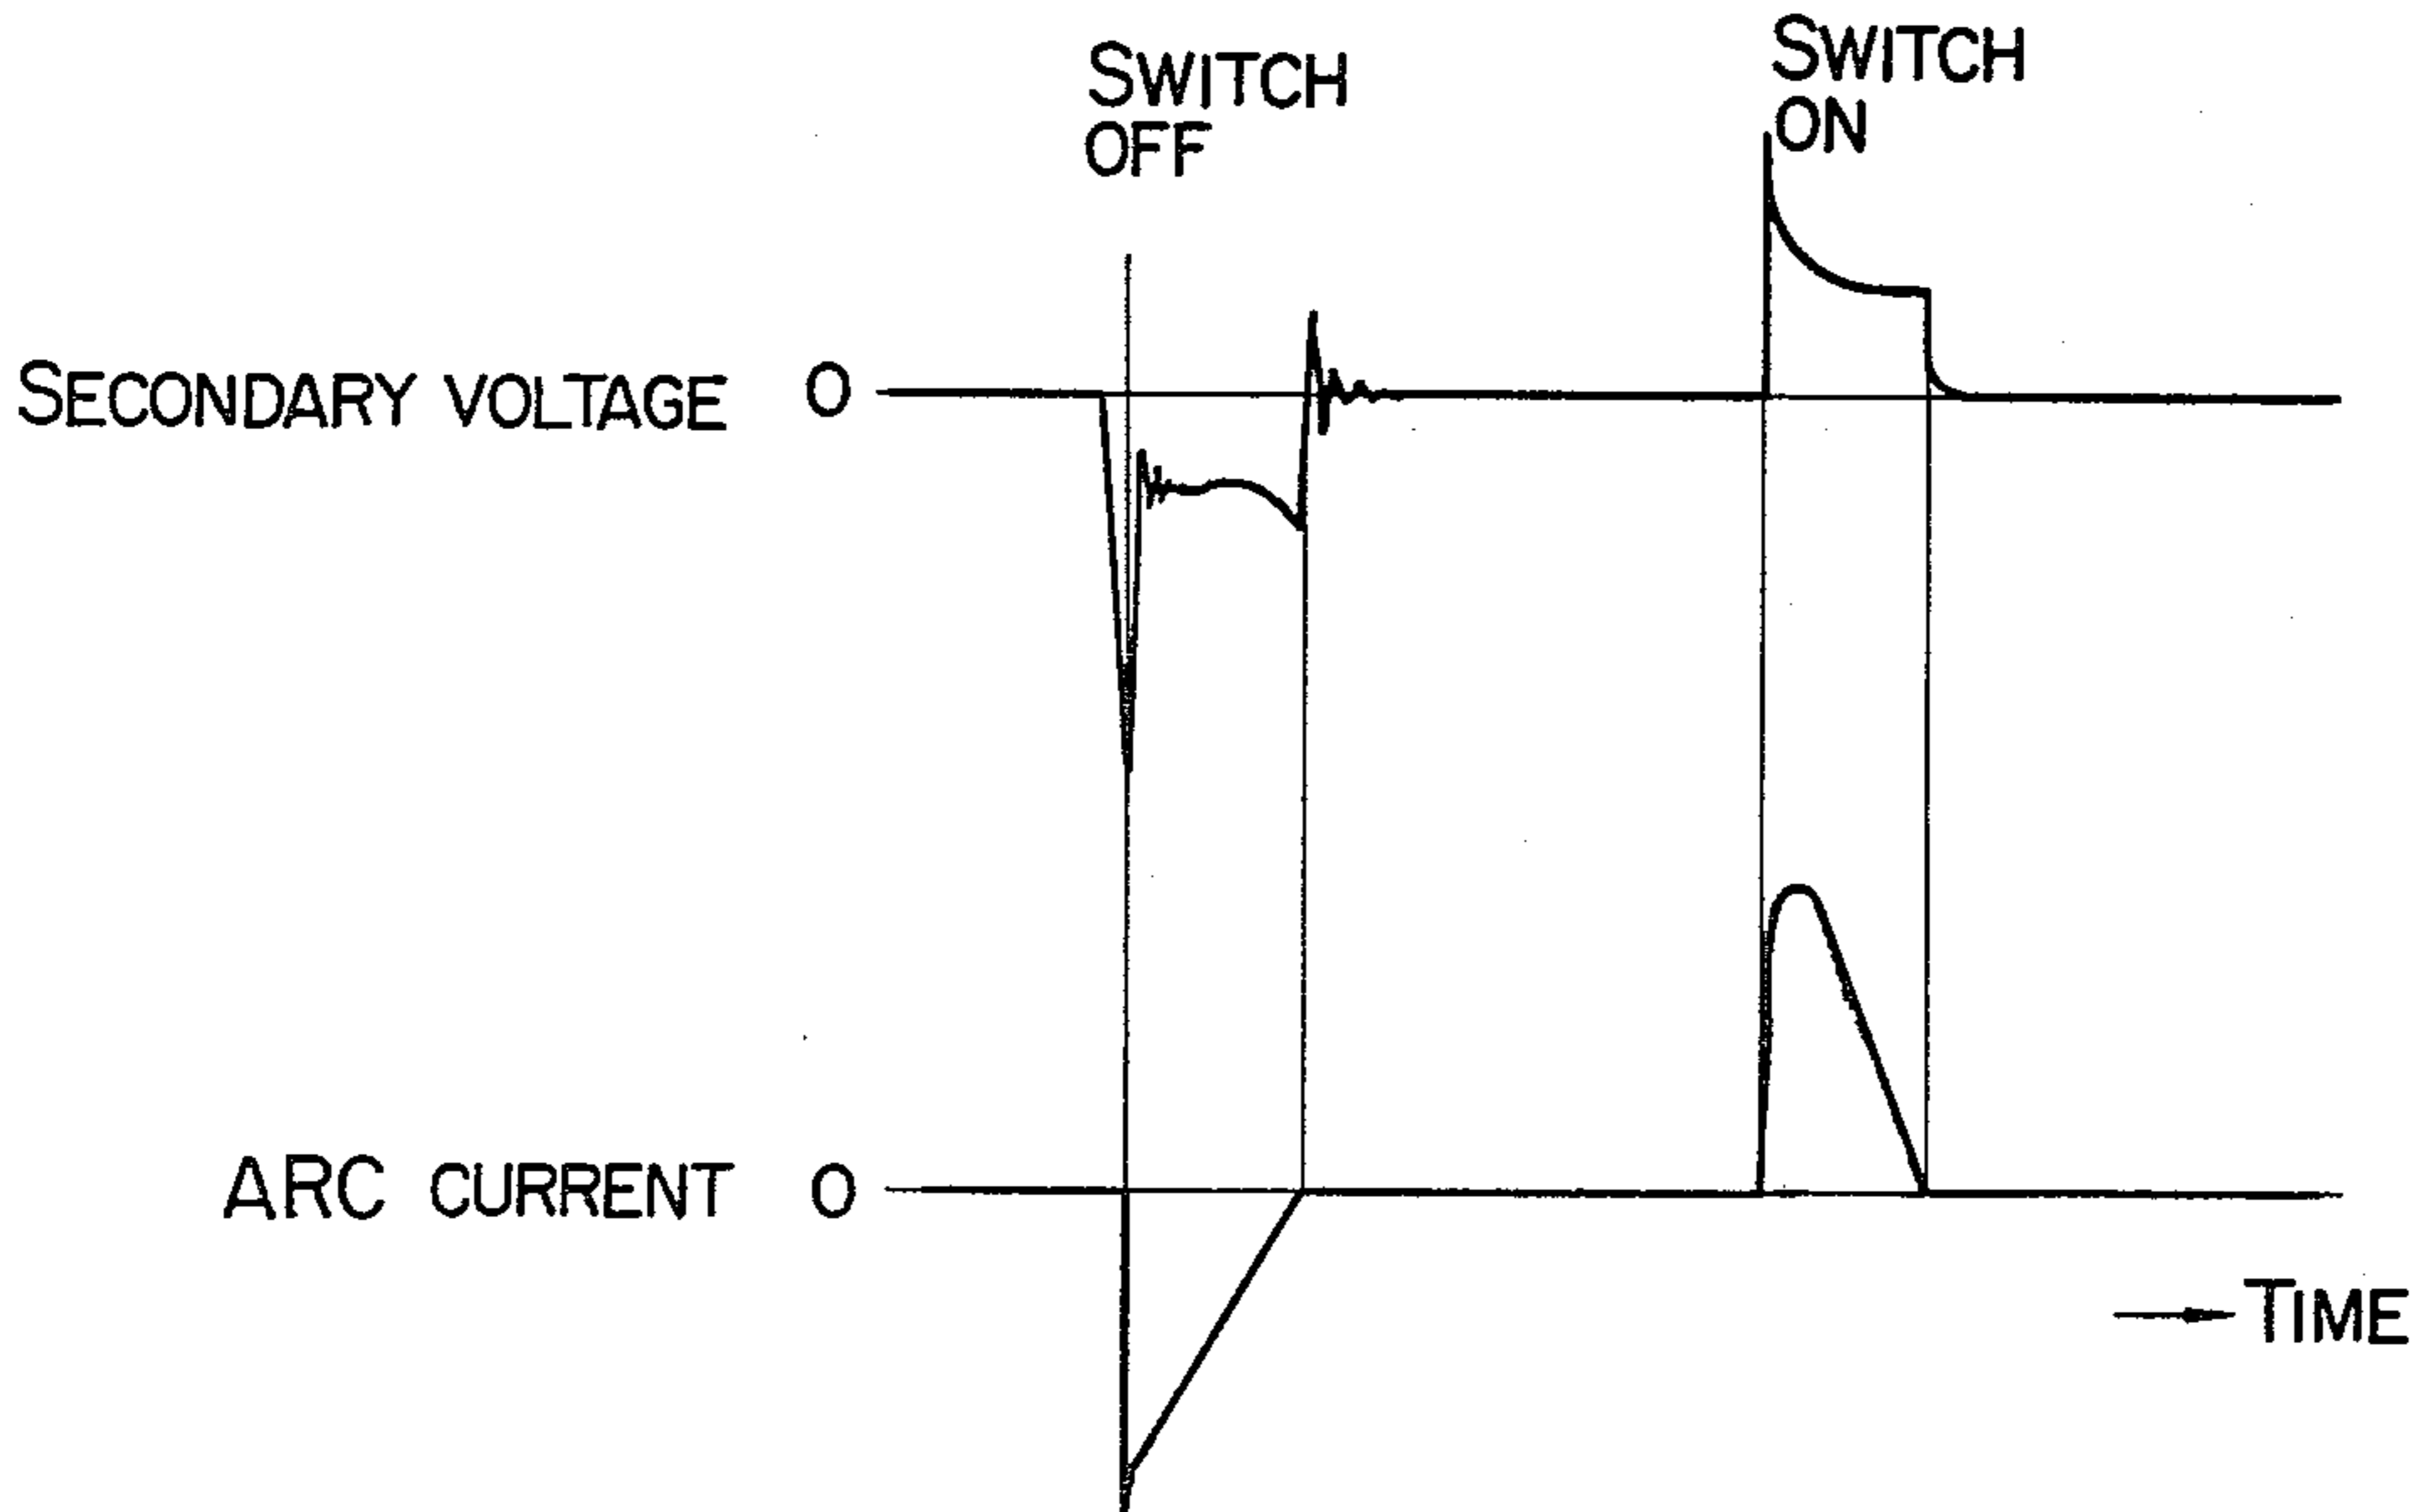 SWITCH
OFF
SWITCH
ON
SECONDARY VOLTAGE 0
ARC CURRENT 0
TIME